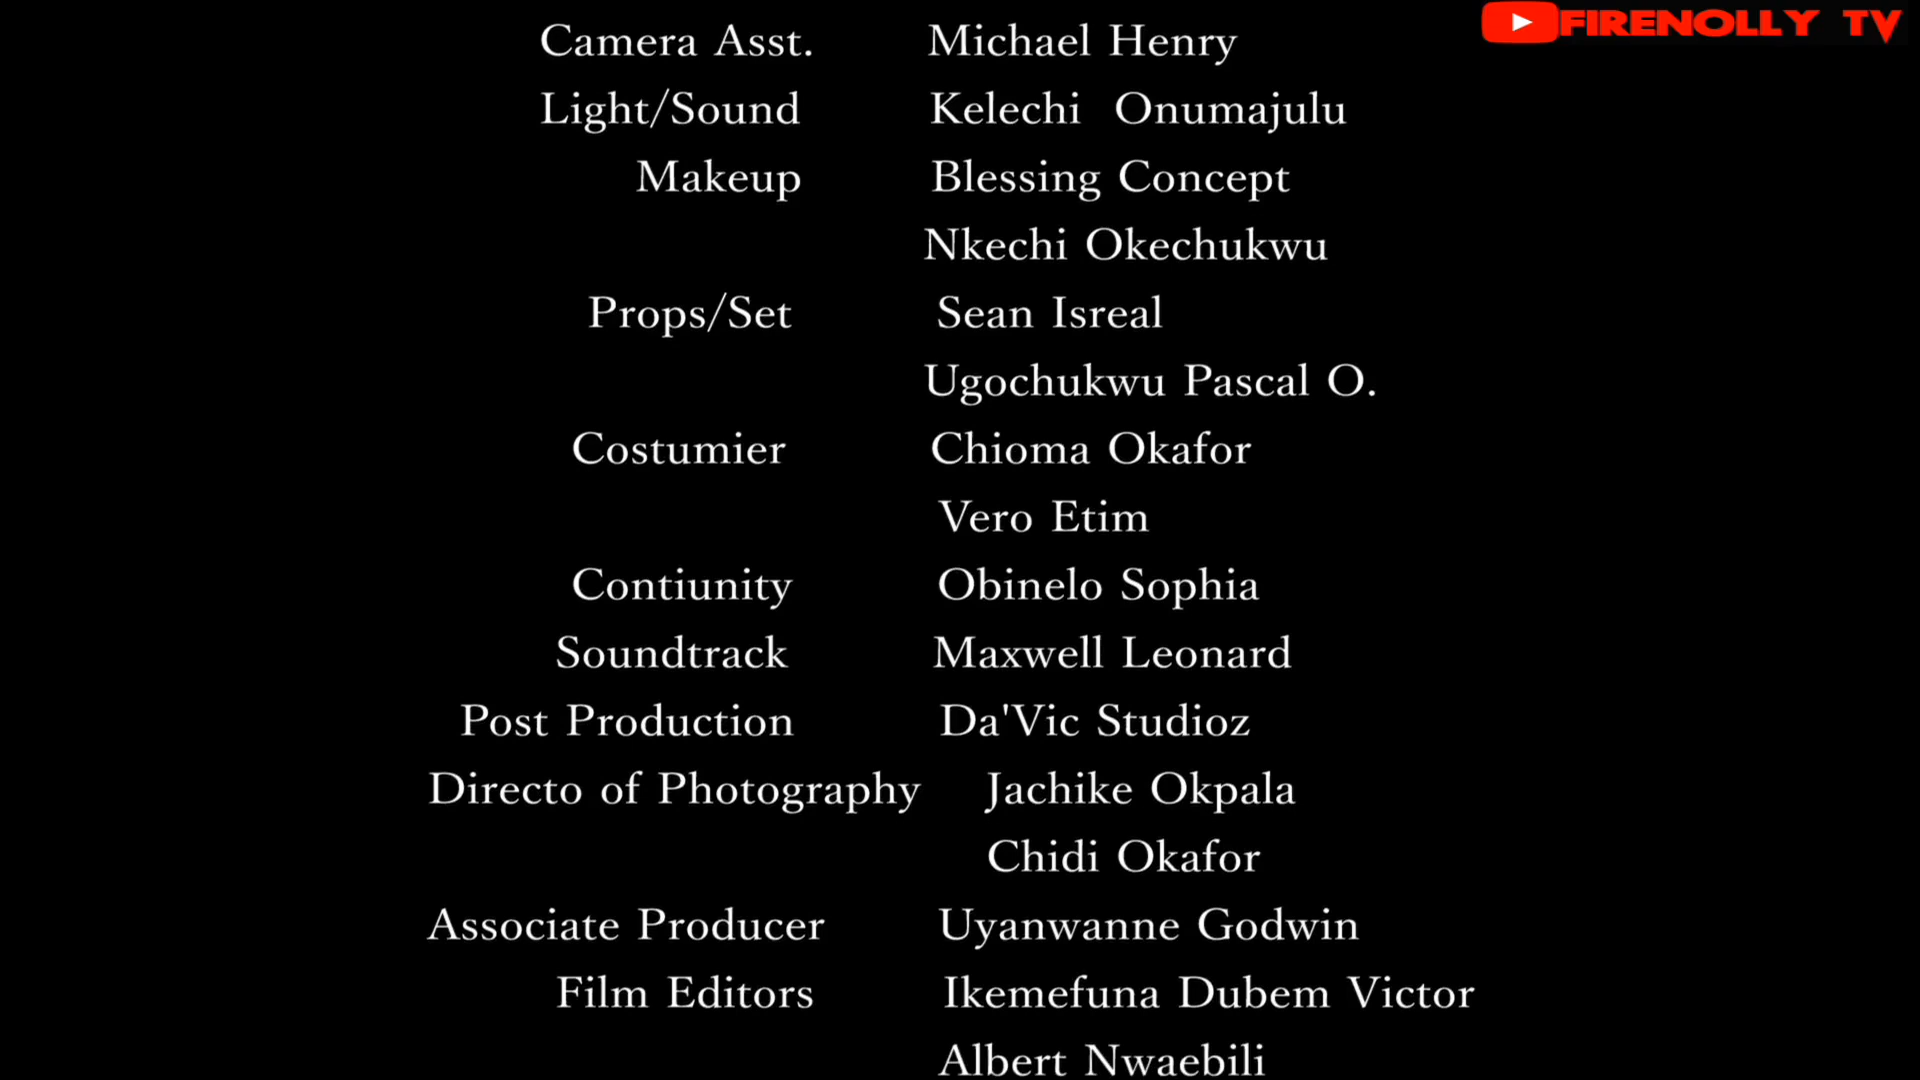 Camera Asst. Michael Henry
FIRENOLLY TV
Light/Sound Kelechi Onumajulu
Makeup Blessing Concept
Nkechi Okechukwu
Props/Set Sean Isreal
Ugochukwu Pascal O.
Costumier Chioma Okafor
Vero Etim
Contiunity Obinelo Sophia
Soundtrack Maxwell Leonard
Post Production Da'Vic Studioz
Directo of Photography Jachike Okpala
Chidi Okafor
Associate Producer Uyanwanne Godwin
Film Editors Ikemefuna Dubem Victor
Albert Nwaebili